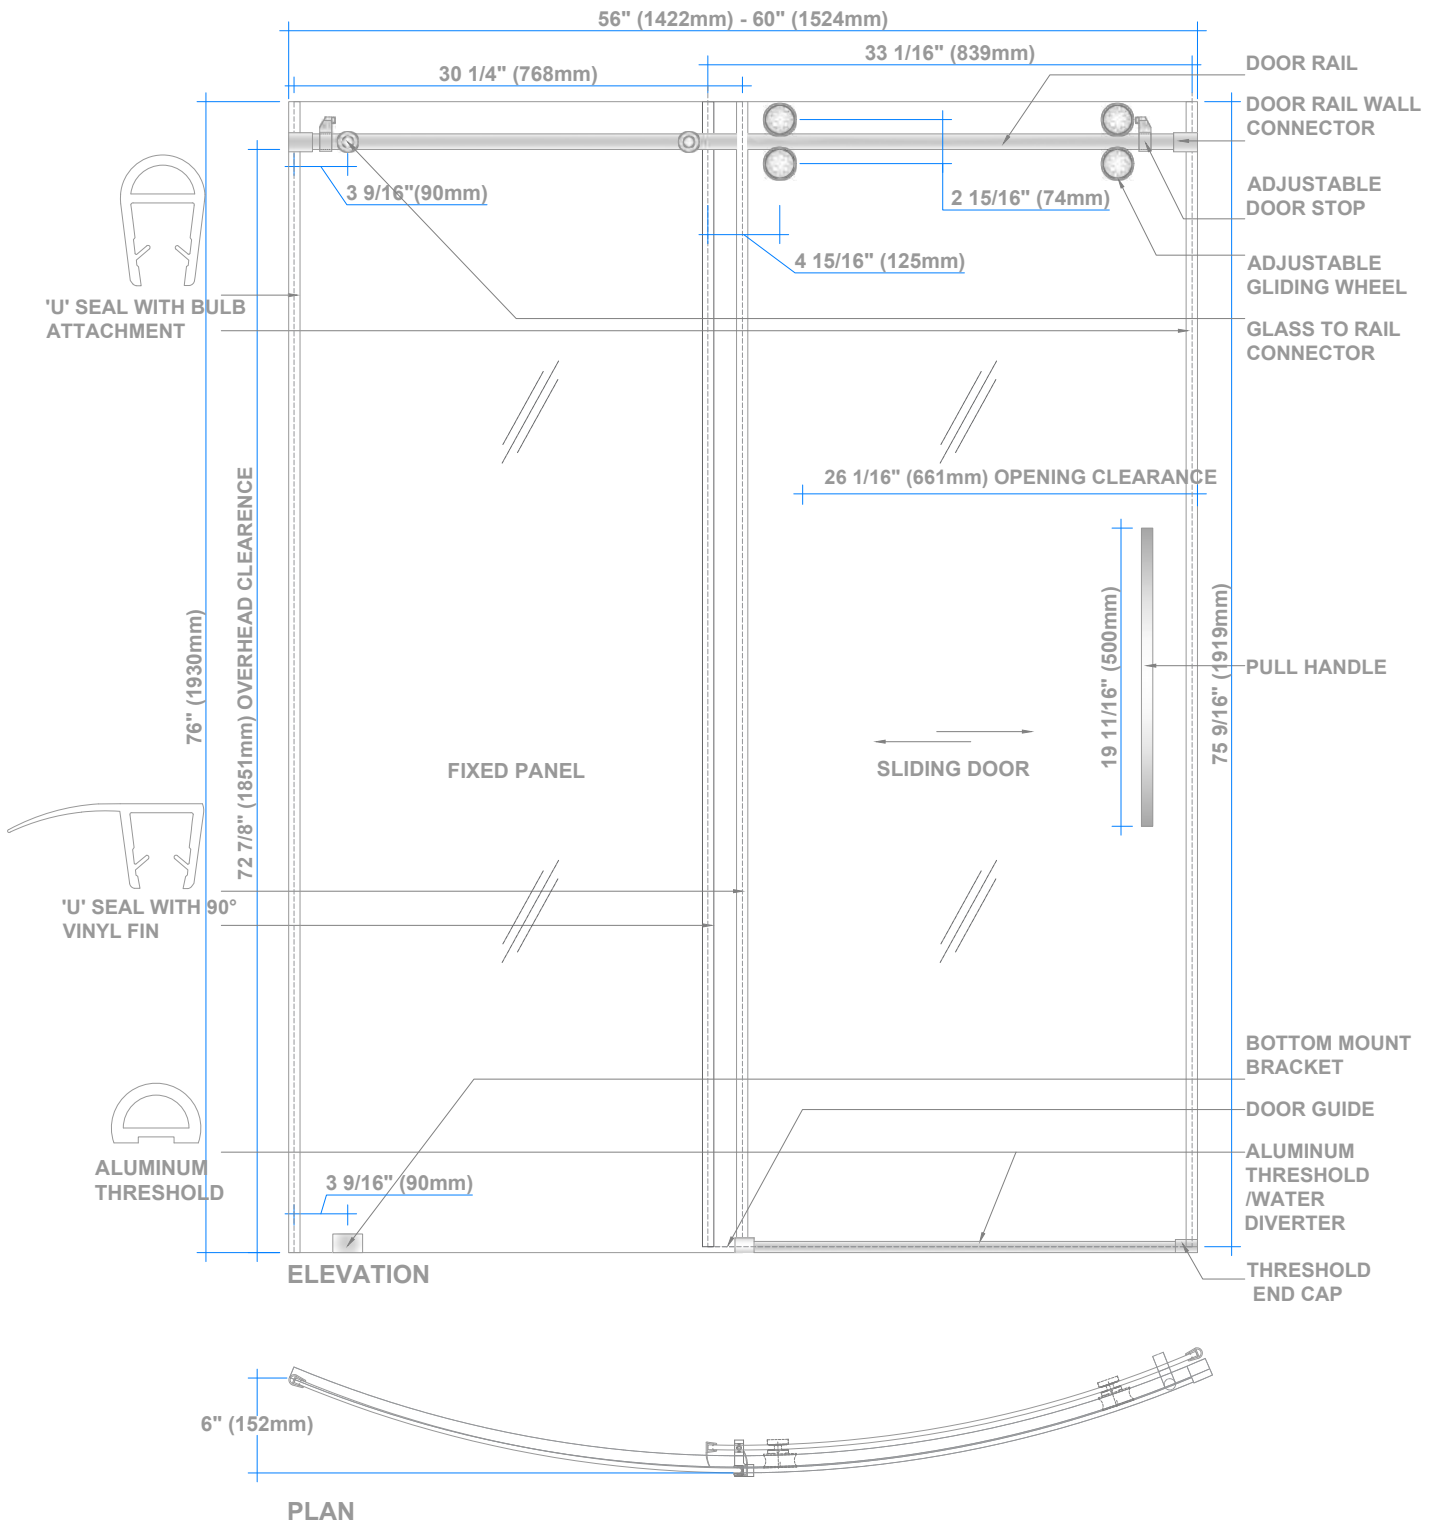 56" (1422mm) - 60" (1524mm)
33 1/16" (839mm)
30 1/4" (768mm)
DOOR RAIL
DOOR RAIL WALL
CONNECTOR
3 9/16"(90mm)
2 15/16" (74mm)
ADJUSTABLE
DOOR STOP
4 15/16" (125mm)
ADJUSTABLE
GLIDING WHEEL
'U' SEAL WITH BULB
ATTACHMENT
GLASS TO RAIL
CONNECTOR
26 1/16" (661mm) OPENING CLEARANCE
76" (1930mm)
72 7/8" (1851mm) OVERHEAD CLEARENCE
19 11/16" (500mm)
75 9/16" (1919mm)
PULL HANDLE
FIXED PANEL
SLIDING DOOR
'U' SEAL WITH 90°
VINYL FIN
BOTTOM MOUNT
BRACKET
DOOR GUIDE
ALUMINUM
THRESHOLD
3 9/16" (90mm)
ALUMINUM
THRESHOLD
/WATER
DIVERTER
THRESHOLD
END CAP
ELEVATION
6" (152mm)
PLAN